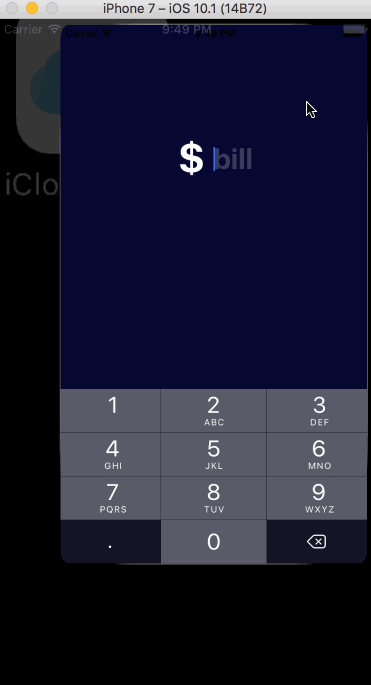 iPhone 7 – iOS 10.1 (14B72)
Carrier 9:49 PM
Carrier
iClo
$ bill
1
2 ABC
3 DEF
4 GHI
5 JKL
6 MNO
7 PQRS
8 TUV
9 WXYZ
. 0